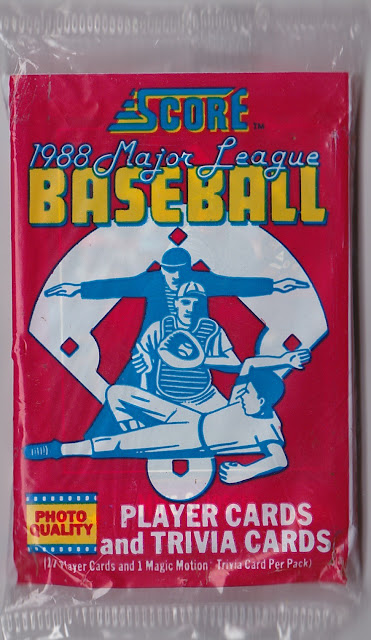 SCORE™
1988 Major League
BASEBALL
PHOTO
QUALITY
PLAYER CARDS
and TRIVIA CARDS
(17 Player Cards and 1 Magic Motion Trivia Card Per Pack)